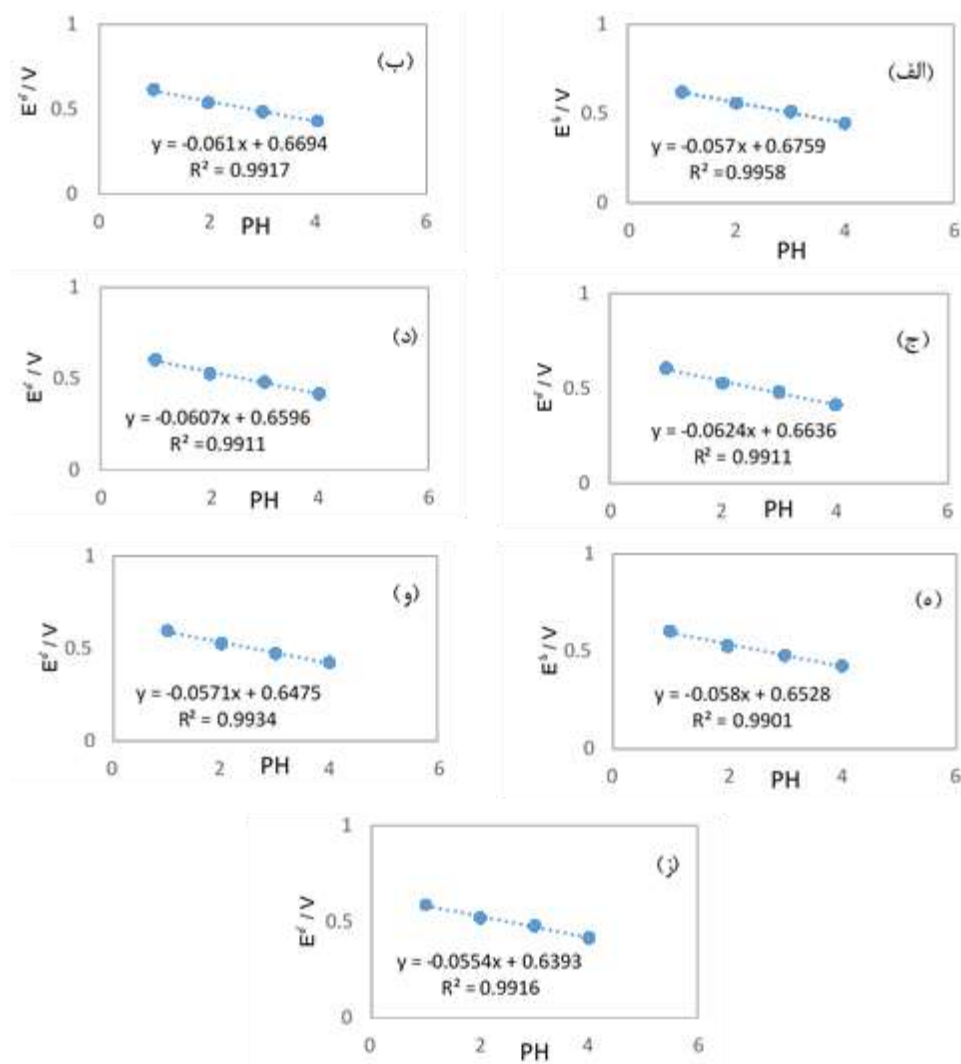 (الف)
1
0.5
0
E°′ / V
y = -0.057x + 0.6759
R² =0.9958
0 2 4 6
PH
(ب)
1
0.5
0
E°′ / V
y = -0.061x + 0.6694
R² = 0.9917
0 2 4 6
PH
(ج)
1
0.5
0
E°′ / V
y = -0.0624x + 0.6636
R² = 0.9911
0 2 4 6
PH
(د)
1
0.5
0
E°′ / V
y = -0.0607x + 0.6596
R² =0.9911
0 2 4 6
PH
(ه)
1
0.5
0
E°′ / V
y = -0.058x + 0.6528
R² = 0.9901
0 2 4 6
PH
(و)
1
0.5
0
E°′ / V
y = -0.0571x + 0.6475
R² = 0.9934
0 2 4 6
PH
(ز)
1
0.5
0
E°′ / V
y = -0.0554x + 0.6393
R² = 0.9916
0 2 4 6
PH